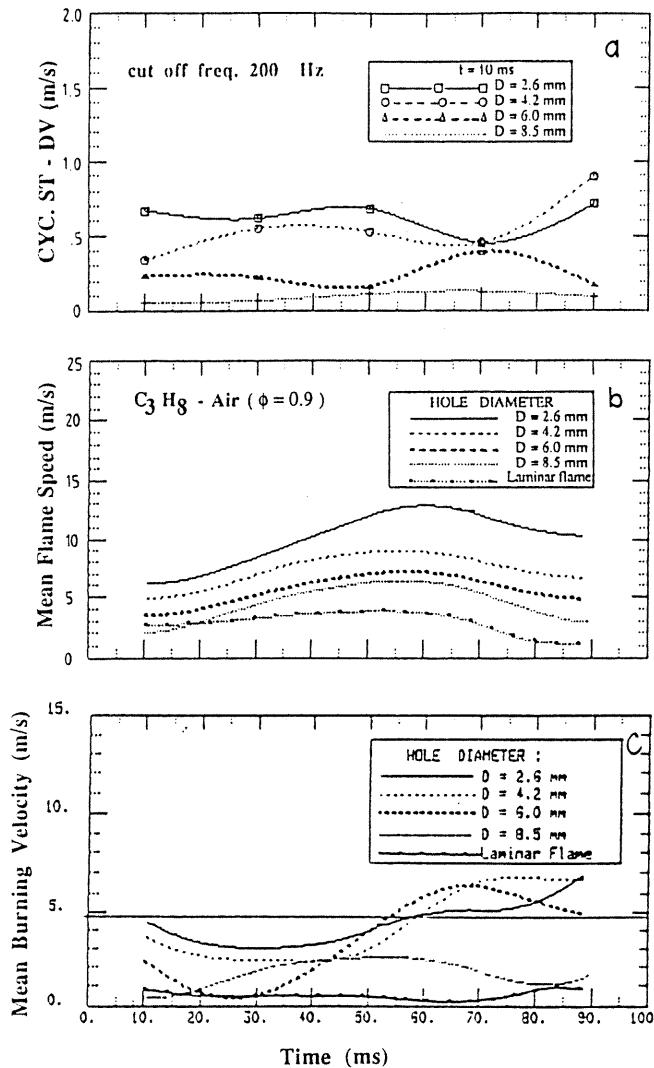 2.0
1.5
1.0
.5
0
CYC. ST - DV (m/s)
cut off freq. 200 Hz
a
t = 10 ms
D = 2.6 mm
D = 4.2 mm
D = 6.0 mm
D = 8.5 mm
25
20
15
10
5
0
Mean Flame Speed (m/s)
C3 H8 - Air ( ϕ = 0.9 )
b
HOLE DIAMETER
D = 2.6 mm
D = 4.2 mm
D = 6.0 mm
D = 8.5 mm
Laminar flame
15.
10.
5.
0.
Mean Burning Velocity (m/s)
C
HOLE DIAMETER :
D = 2.6 mm
D = 4.2 mm
D = 6.0 mm
D = 8.5 mm
Laminar Flame
0. 10. 20. 30. 40. 50. 60. 70. 80. 90. 100
Time (ms)